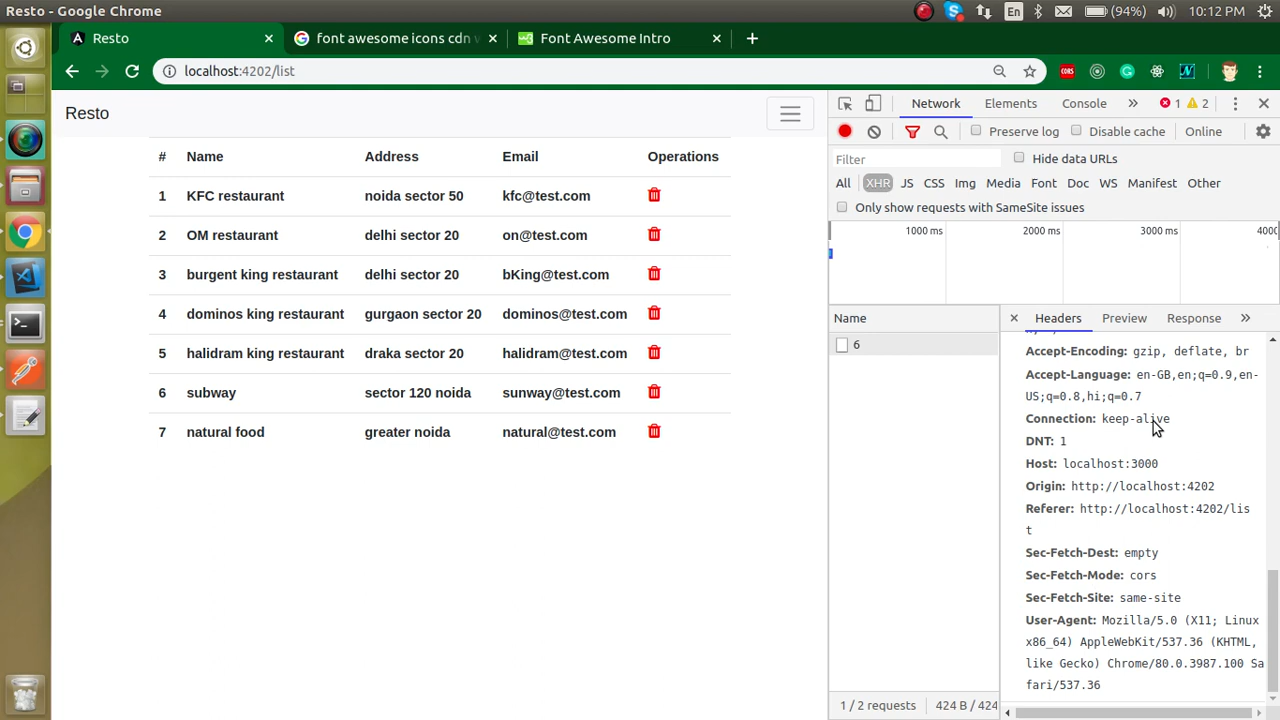 Resto - Google Chrome
En
(94%)
10:12 PM
Resto
font awesome icons cdn w
Font Awesome Intro
localhost:4202/list
CORS
Resto
# Name Address Email Operations
1 KFC restaurant noida sector 50 kfc@test.com
2 OM restaurant delhi sector 20 on@test.com
3 burgent king restaurant delhi sector 20 bKing@test.com
4 dominos king restaurant gurgaon sector 20 dominos@test.com
5 halidram king restaurant draka sector 20 halidram@test.com
6 subway sector 120 noida sunway@test.com
7 natural food greater noida natural@test.com
Network Elements Console » 1 2
Preserve log Disable cache Online
Filter Hide data URLs
All XHR JS CSS Img Media Font Doc WS Manifest Other
Only show requests with SameSite issues
1000 ms 2000 ms 3000 ms 4000
Name
6
1 / 2 requests 424 B / 424
Headers Preview Response »
Accept-Encoding: gzip, deflate, br
Accept-Language: en-GB,en;q=0.9,en-
US;q=0.8,hi;q=0.7
Connection: keep-alive
DNT: 1
Host: localhost:3000
Origin: http://localhost:4202
Referer: http://localhost:4202/lis
t
Sec-Fetch-Dest: empty
Sec-Fetch-Mode: cors
Sec-Fetch-Site: same-site
User-Agent: Mozilla/5.0 (X11; Linux
x86_64) AppleWebKit/537.36 (KHTML,
like Gecko) Chrome/80.0.3987.100 Sa
fari/537.36